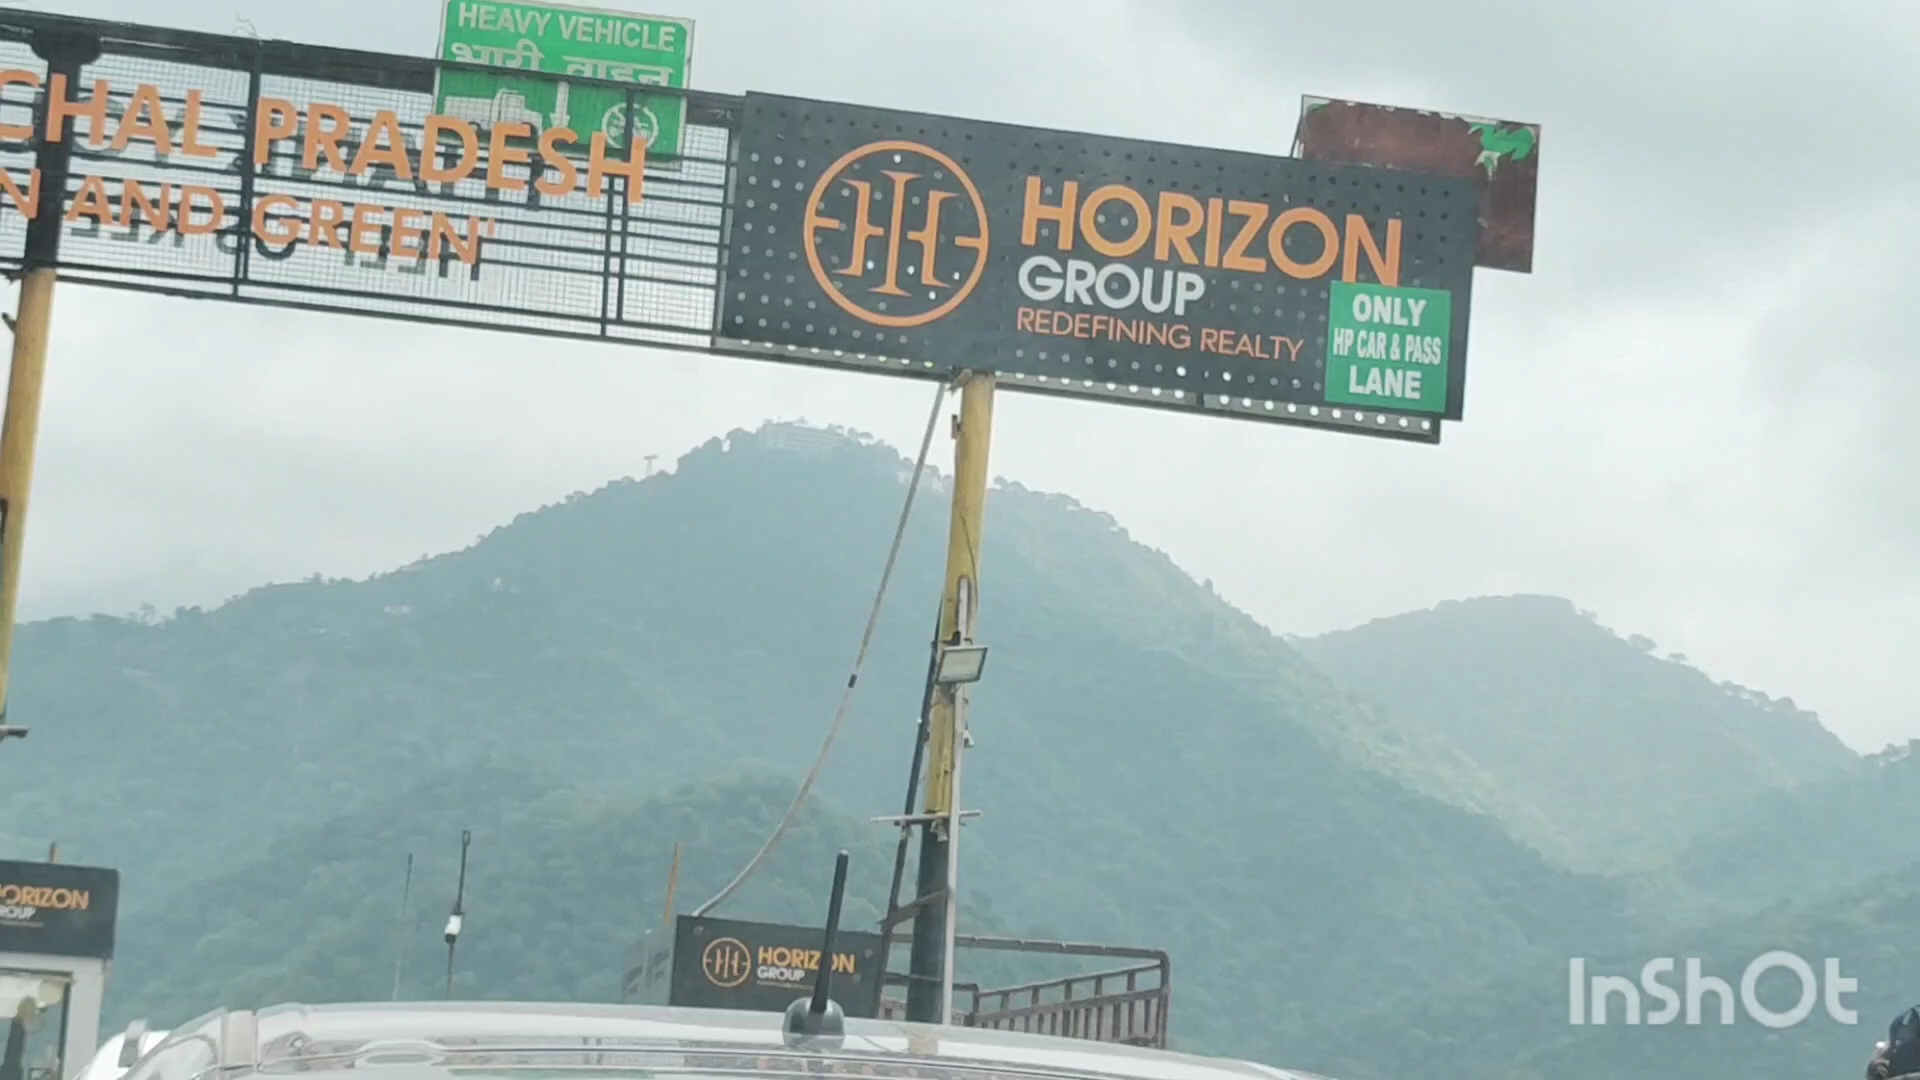 HEAVY VEHICLE
भारी वाहन
CHAL PRADESH
N AND GREEN'
HORIZON
GROUP
REDEFINING REALTY
ONLY
HP CAR & PASS
LANE
ORIZON
ROUP
HORIZON
GROUP
InShOt